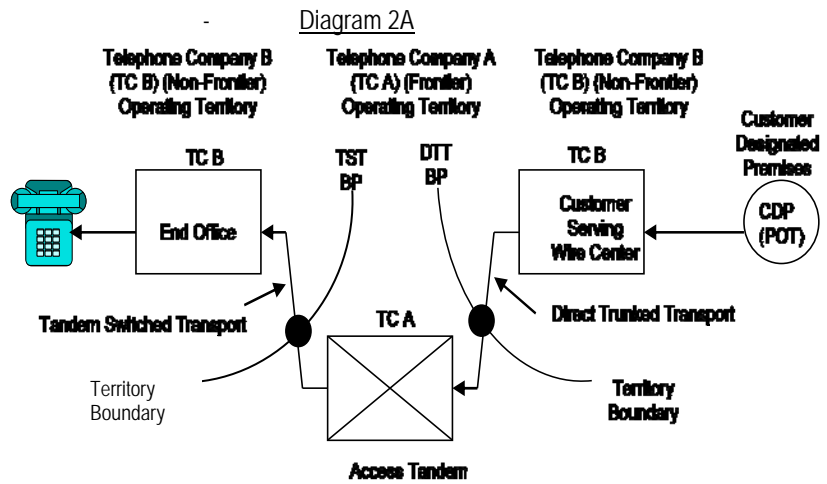 -
Diagram 2A
Telephone Company B
(TC B) (Non-Frontier)
Operating Territory
Telephone Company A
(TC A) (Frontier)
Operating Territory
Telephone Company B
(TC B) (Non-Frontier)
Operating Territory
Customer
Designated
Premises
TC B
TST
BP
DTT
BP
TC B
End Office
Customer
Serving
Wire Center
CDP
(POT)
Tandem Switched Transport
TC A
Direct Trunked Transport
Territory
Boundary
Territory
Boundary
Access Tandem